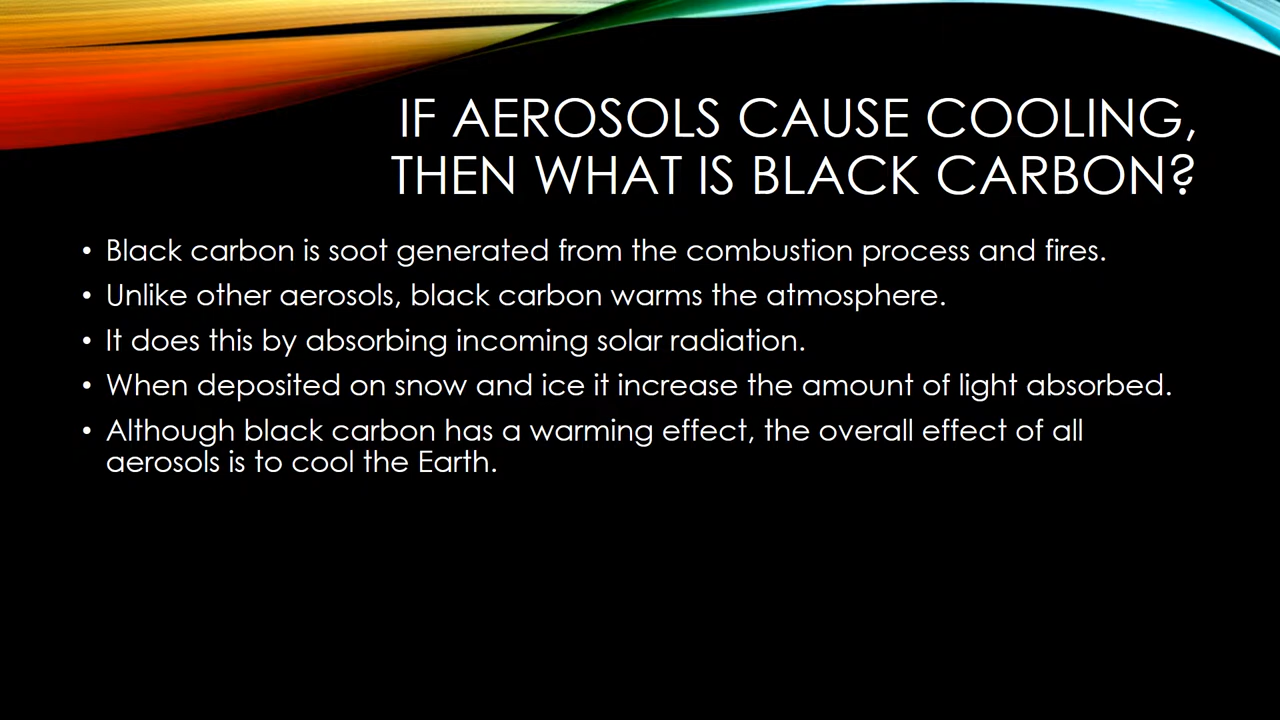 IF AEROSOLS CAUSE COOLING,
THEN WHAT IS BLACK CARBON?
• Black carbon is soot generated from the combustion process and fires.
• Unlike other aerosols, black carbon warms the atmosphere.
• It does this by absorbing incoming solar radiation.
• When deposited on snow and ice it increase the amount of light absorbed.
• Although black carbon has a warming effect, the overall effect of all
aerosols is to cool the Earth.